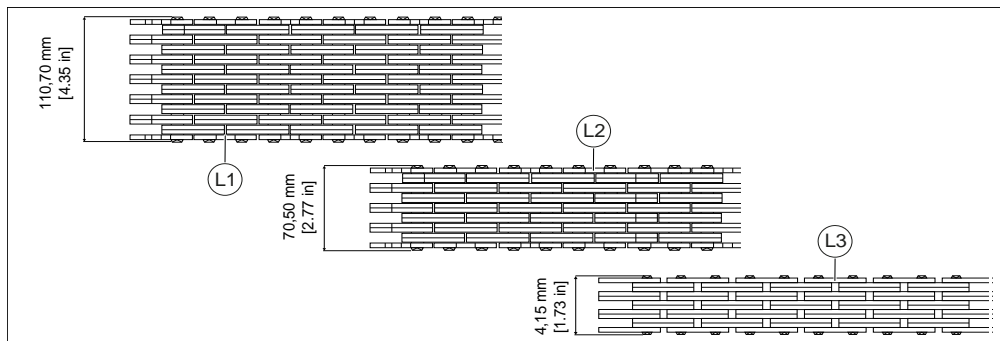 110,70 mm
[4.35 in]
L1
L2
70,50 mm
[2.77 in]
L3
4,15 mm
[1.73 in]